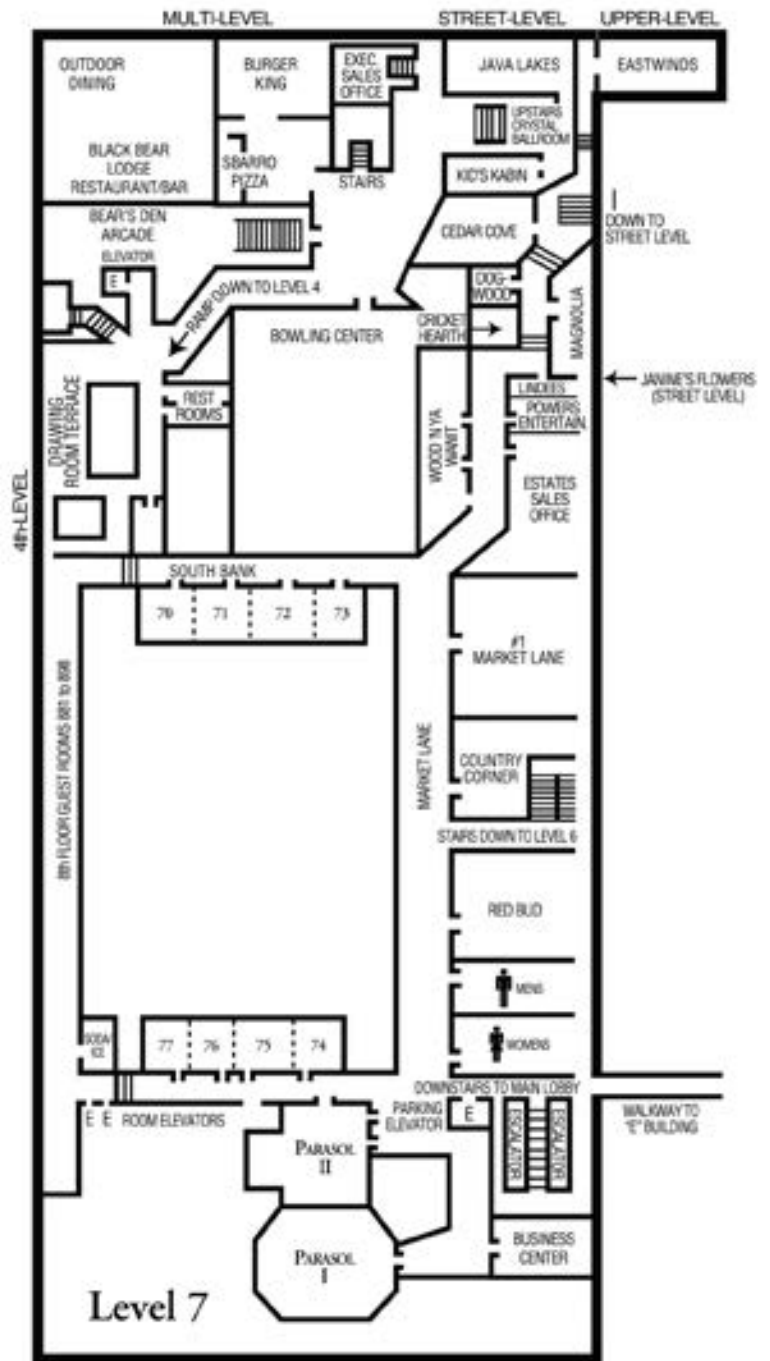 MULTI-LEVEL
STREET-LEVEL
UPPER-LEVEL
OUTDOOR
DINING
BURGER
KING
EXEC.
SALES
OFFICE
JAVA LAKES
EASTWINDS
UPSTAIRS
CRYSTAL
BALLROOM
BLACK BEAR
LODGE
RESTAURANT/BAR
SBARRO
PIZZA
STAIRS
KID'S KABIN
BEAR'S DEN
ARCADE
CEDAR COVE
DOWN TO
STREET LEVEL
ELEVATOR
E
RAMP DOWN TO LEVEL 4
DOG-
WOOD
BOWLING CENTER
CRICKET
HEARTH
MAGNOLIA
JANINE'S FLOWERS
(STREET LEVEL)
LINDEES
POWERS
ENTERTAIN.
REST
ROOMS
DRAWING
ROOM TERRACE
WOOD 'N YA
WANIT
ESTATES
SALES
OFFICE
4th-LEVEL
SOUTH BANK
70
71
72
73
#1
MARKET LANE
8th FLOOR GUEST ROOMS 881 to 898
MARKET LANE
COUNTRY
CORNER
STAIRS DOWN TO LEVEL 6
RED BUD
MENS
WOMENS
SODA/
ICE
77
76
75
74
DOWNSTAIRS TO MAIN LOBBY
E E ROOM ELEVATORS
PARKING
ELEVATOR
E
ESCALATOR
ESCALATOR
WALKWAY TO
"E" BUILDING
PARASOL
II
PARASOL
I
BUSINESS
CENTER
Level 7